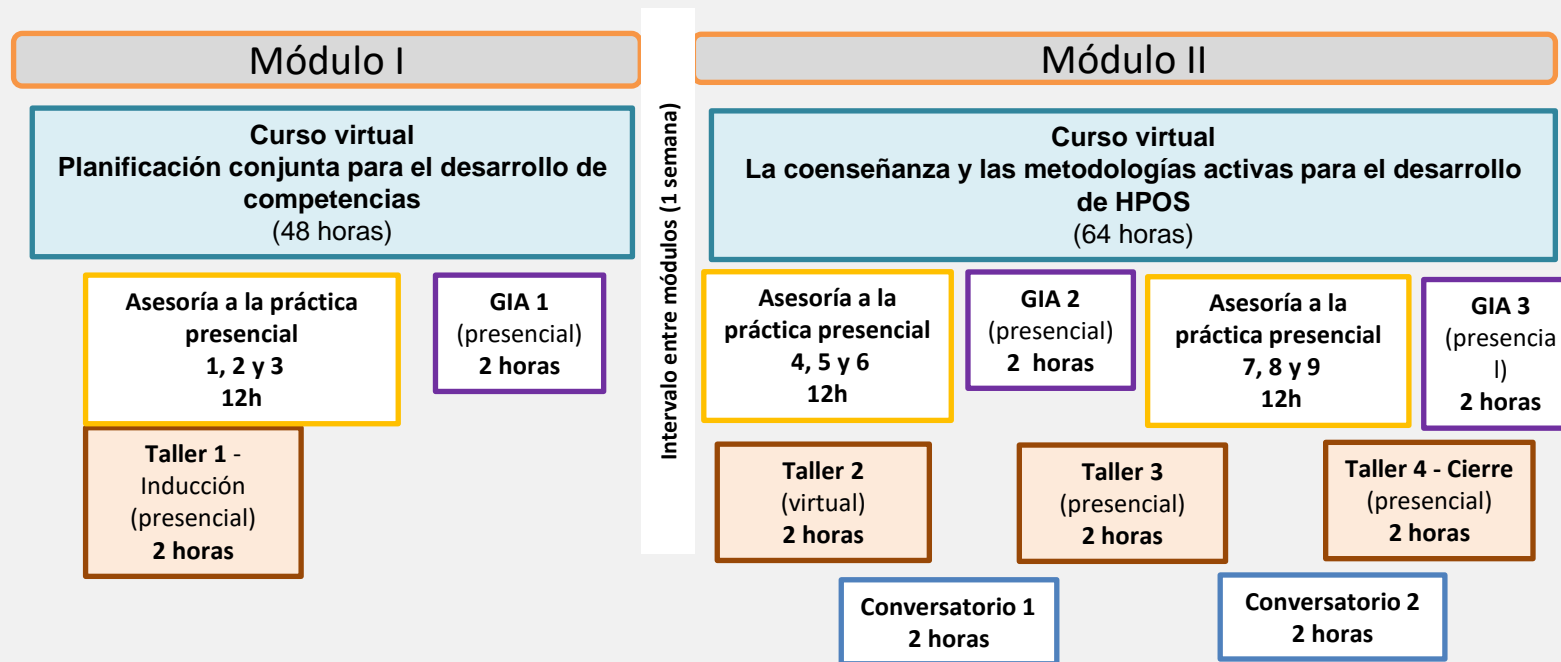 Módulo I
Curso virtual
Planificación conjunta para el desarrollo de
competencias
(48 horas)
Asesoría a la práctica
presencial
1, 2 y 3
12h
GIA 1
(presencial)
2 horas
Taller 1 -
Inducción
(presencial)
2 horas
Intervalo entre módulos (1 semana)
Módulo II
Curso virtual
La coenseñanza y las metodologías activas para el desarrollo
de HPOS
(64 horas)
Asesoría a la
práctica presencial
4, 5 y 6
12h
GIA 2
(presencial)
2 horas
Asesoría a la
práctica presencial
7, 8 y 9
12h
GIA 3
(presencia
l)
2 horas
Taller 2
(virtual)
2 horas
Taller 3
(presencial)
2 horas
Taller 4 - Cierre
(presencial)
2 horas
Conversatorio 1
2 horas
Conversatorio 2
2 horas